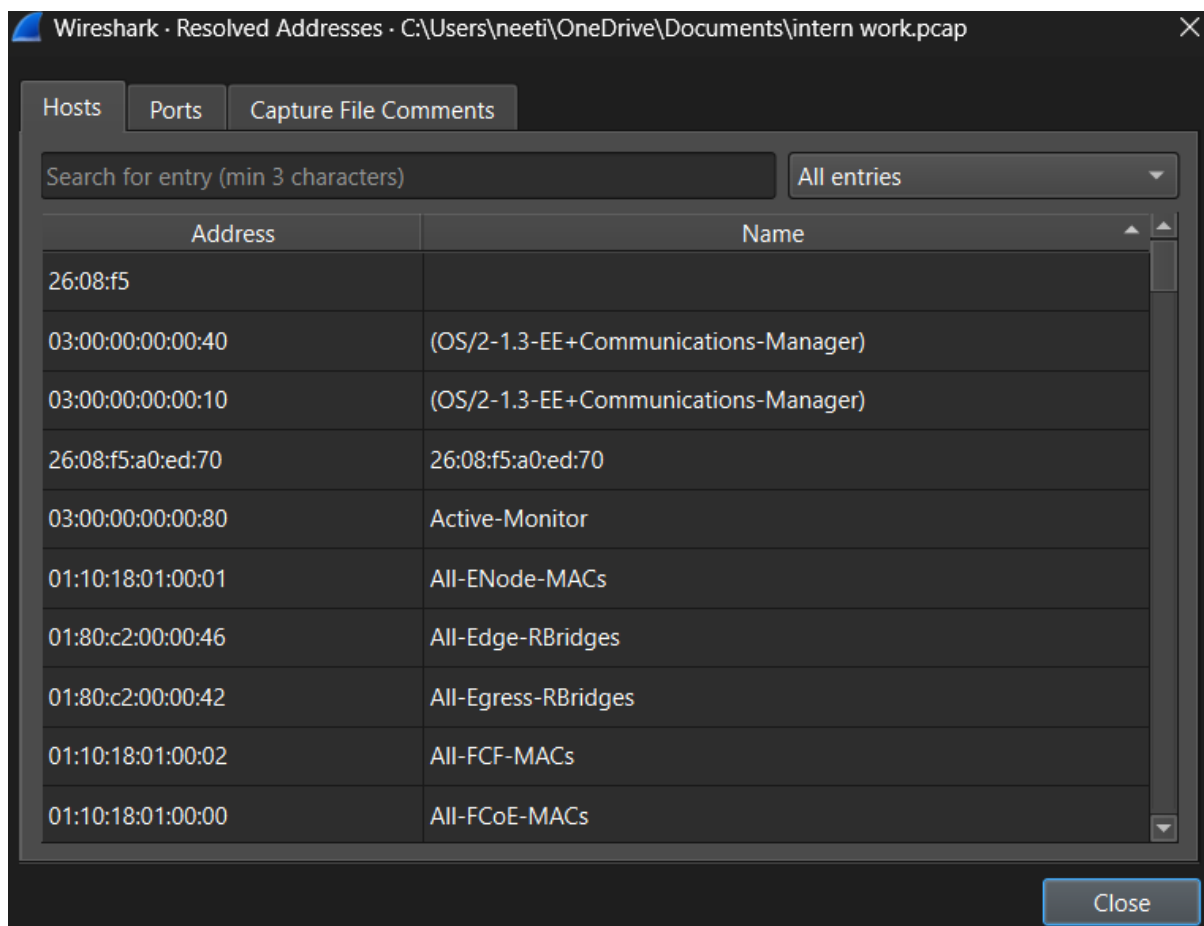 Wireshark · Resolved Addresses · C:\Users\neeti\OneDrive\Documents\intern work.pcap
Hosts Ports Capture File Comments
Search for entry (min 3 characters) All entries
Address Name
26:08:f5
03:00:00:00:00:40 (OS/2-1.3-EE+Communications-Manager)
03:00:00:00:00:10 (OS/2-1.3-EE+Communications-Manager)
26:08:f5:a0:ed:70 26:08:f5:a0:ed:70
03:00:00:00:00:80 Active-Monitor
01:10:18:01:00:01 All-ENode-MACs
01:80:c2:00:00:46 All-Edge-RBridges
01:80:c2:00:00:42 All-Egress-RBridges
01:10:18:01:00:02 All-FCF-MACs
01:10:18:01:00:00 All-FCoE-MACs
Close